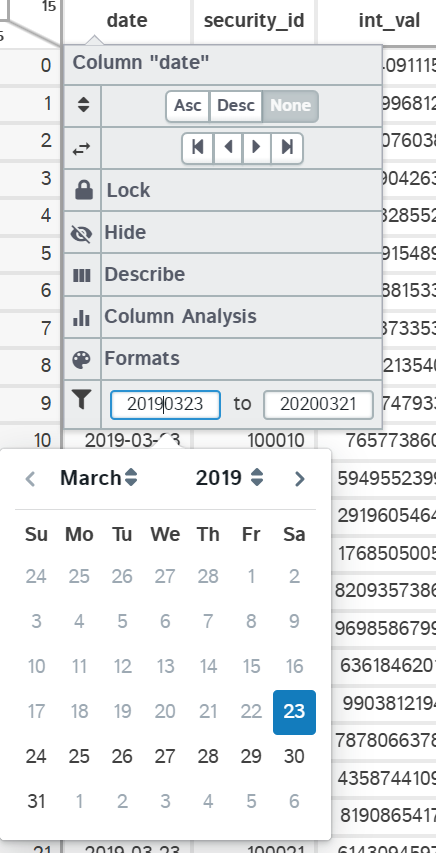 15
date security_id int_val
5
Column "date"
0 091115
Asc Desc None
1 996812
2 07603
3 Lock 904263
4 Hide 328552
5 Describe 915489
6 881533
7 Column Analysis 373353
8 Formats 213540
9 20190323 to 20200321 747933
10 2019-03-23 100010 765773860
March 2019 5949552399
Su Mo Tu We Th Fr Sa 2919605464
1768505005
24 25 26 27 28 1 2 8209357386
3 4 5 6 7 8 9 9698586799
10 11 12 13 14 15 16 636184620
17 18 19 20 21 22 23 990381219
7878066378
24 25 26 27 28 29 30 4358744109
31 1 2 3 4 5 6 8190865417
21 2019-03-23 100021 6143094597